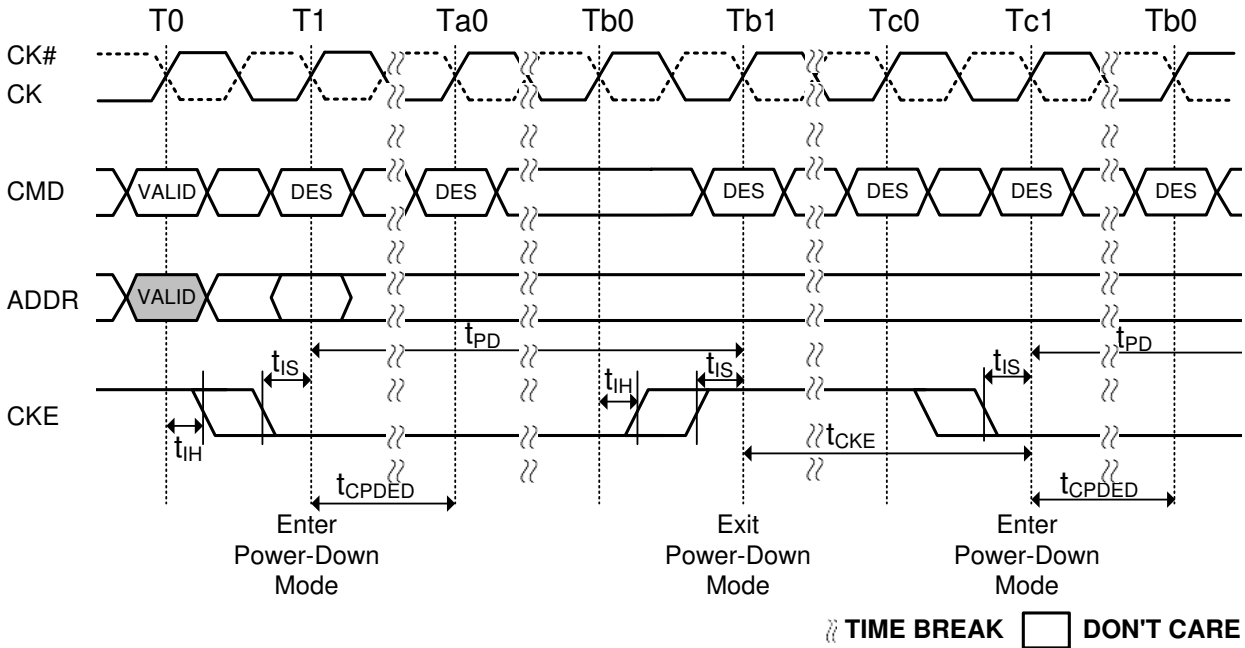 T0 T1 Ta0 Tb0 Tb1 Tc0 Tc1 Tb0
CK#
CK
CMD VALID DES DES DES DES DES DES
ADDR VALID
tPD tPD
tIS tIH tIS tIS
CKE
tIH tCKE
tCPDED tCPDED
Enter Exit Enter
Power-Down Power-Down Power-Down
Mode Mode Mode
TIME BREAK DON'T CARE